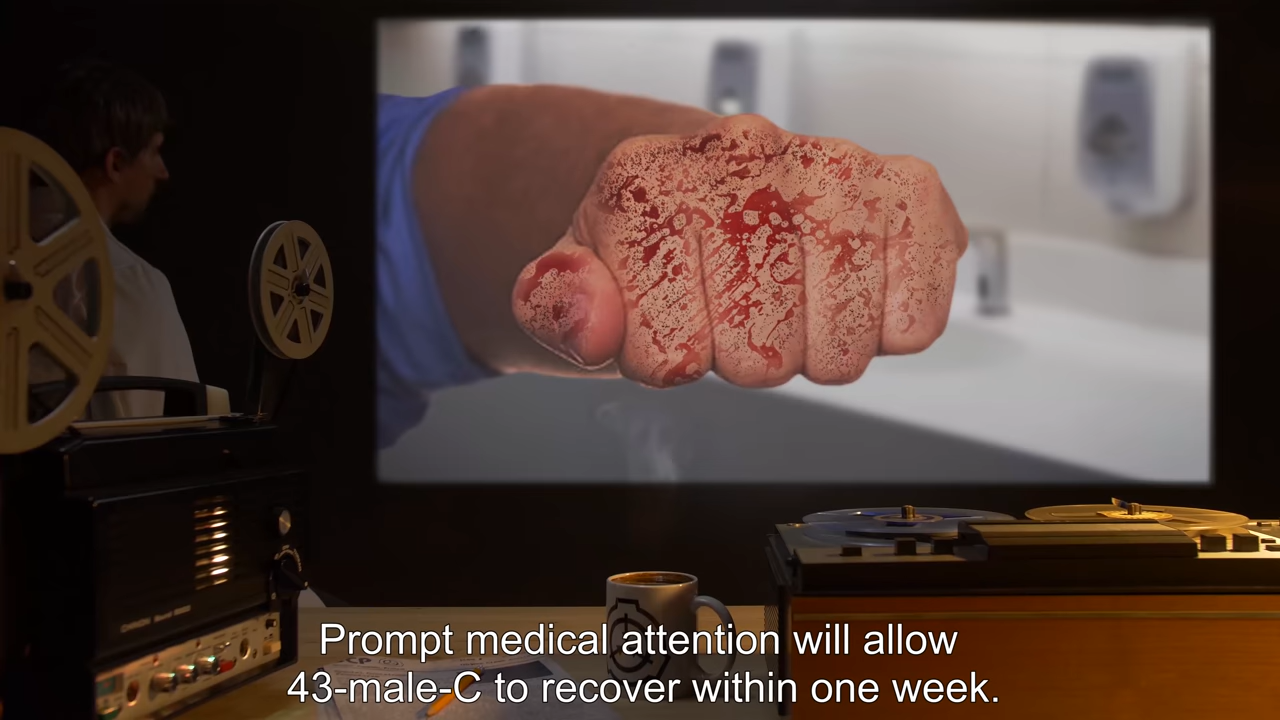 Prompt medical attention will allow
43-male-C to recover within one week.